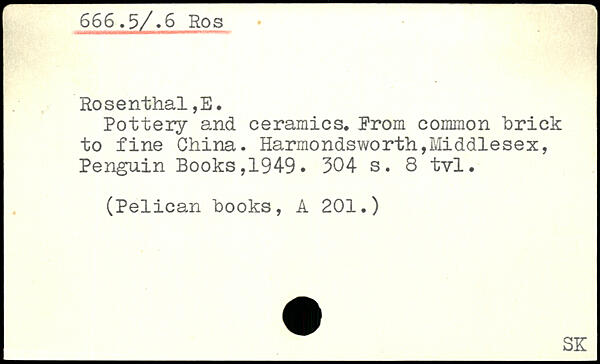 666.5/.6 Ros
Rosenthal,E.
Pottery and ceramics. From common brick
to fine China. Harmondsworth,Middlesex,
Penguin Books,1949. 304 s. 8 tvl.
(Pelican books, A 201.)
SK